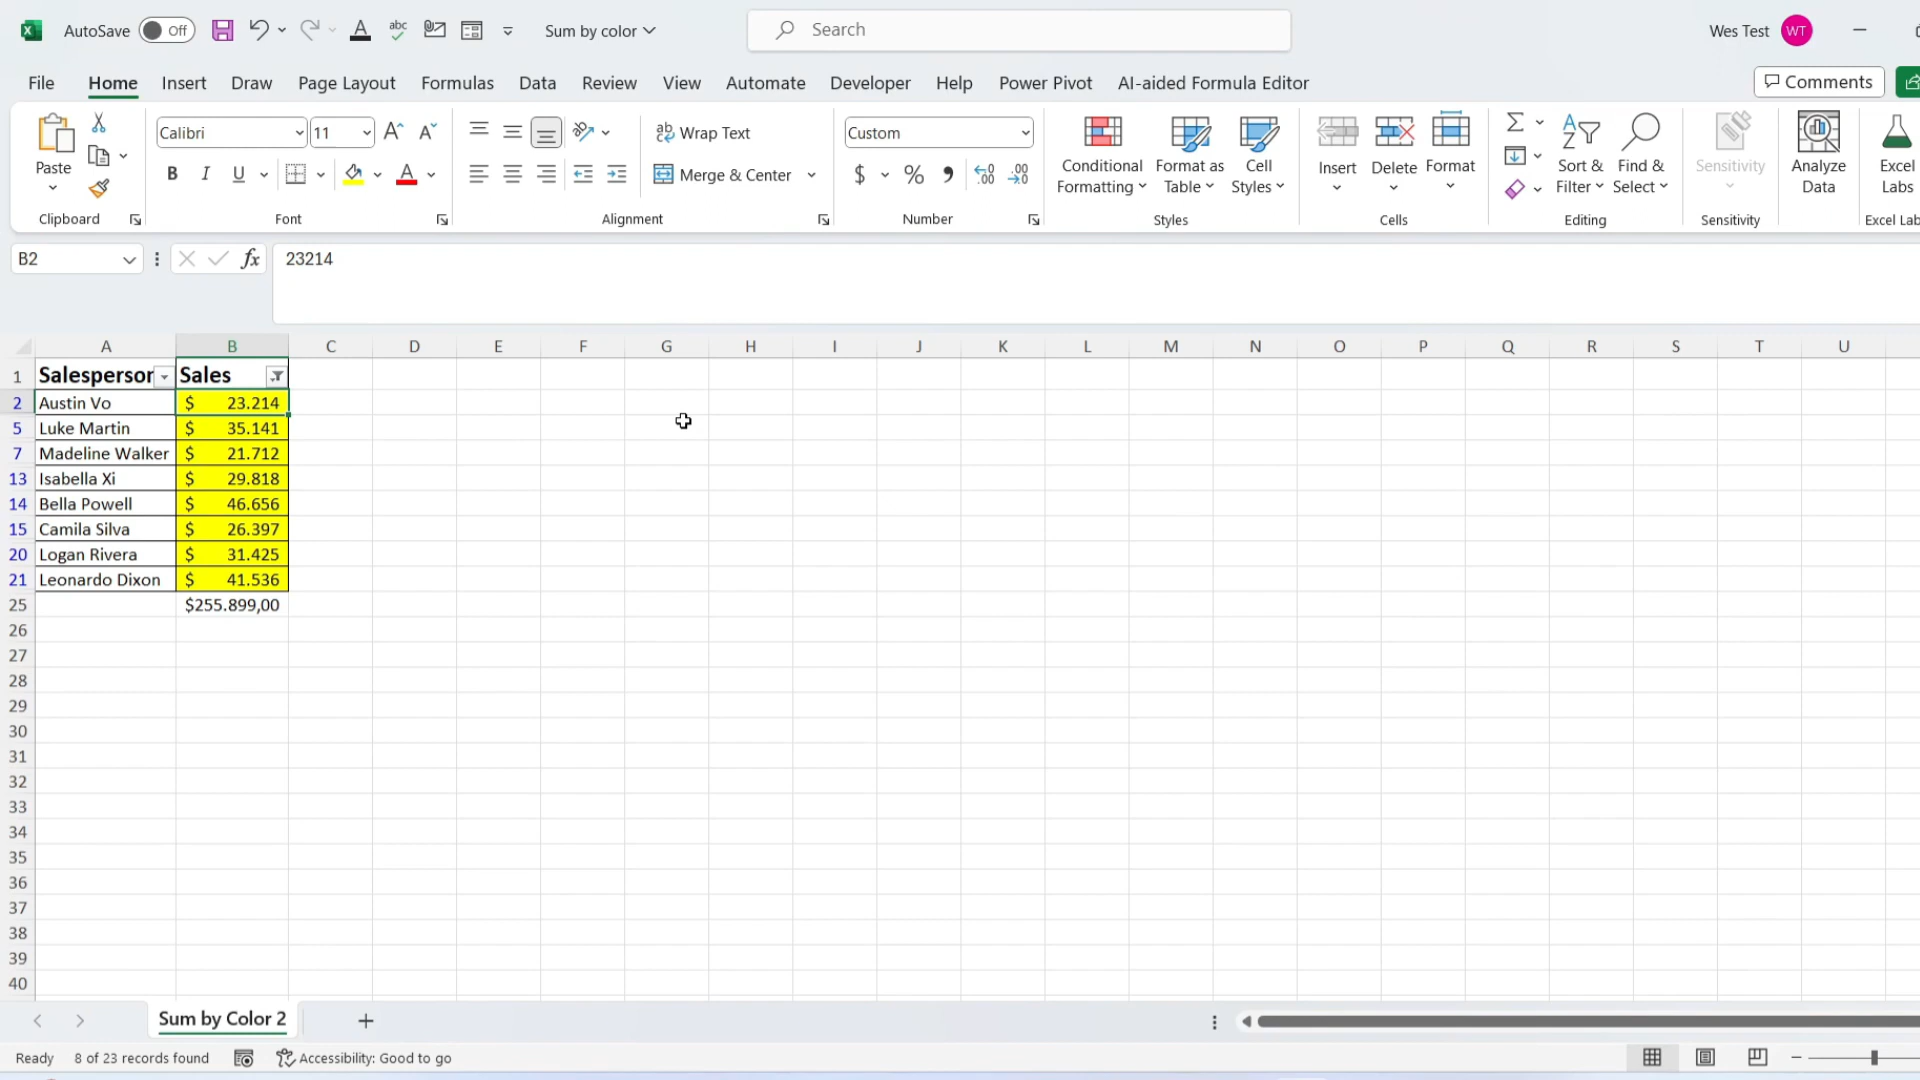 AutoSave Off abc Sum by color Search Wes Test WT
File Home Insert Draw Page Layout Formulas Data Review View Automate Developer Help Power Pivot AI-aided Formula Editor Comments
Paste
Clipboard
Calibri 11
B I U A
Font
Wrap Text
Merge & Center
Alignment
Custom
$ % 9
Number
Conditional Formatting
Format as Table
Cell Styles
Styles
Insert Delete Format
Cells
Sort & Filter
Find & Select
Editing
Sensitivity
Sensitivity
Analyze Data
Excel Labs
Excel Lab
B2 fx 23214
A B C D E F G H I J K L M N O P Q R S T U
1 Salesperson Sales
2 Austin Vo $ 23.214
5 Luke Martin $ 35.141
7 Madeline Walker $ 21.712
13 Isabella Xi $ 29.818
14 Bella Powell $ 46.656
15 Camila Silva $ 26.397
20 Logan Rivera $ 31.425
21 Leonardo Dixon $ 41.536
25 $255.899,00
26
27
28
29
30
31
32
33
34
35
36
37
38
39
40
Sum by Color 2
Ready 8 of 23 records found Accessibility: Good to go